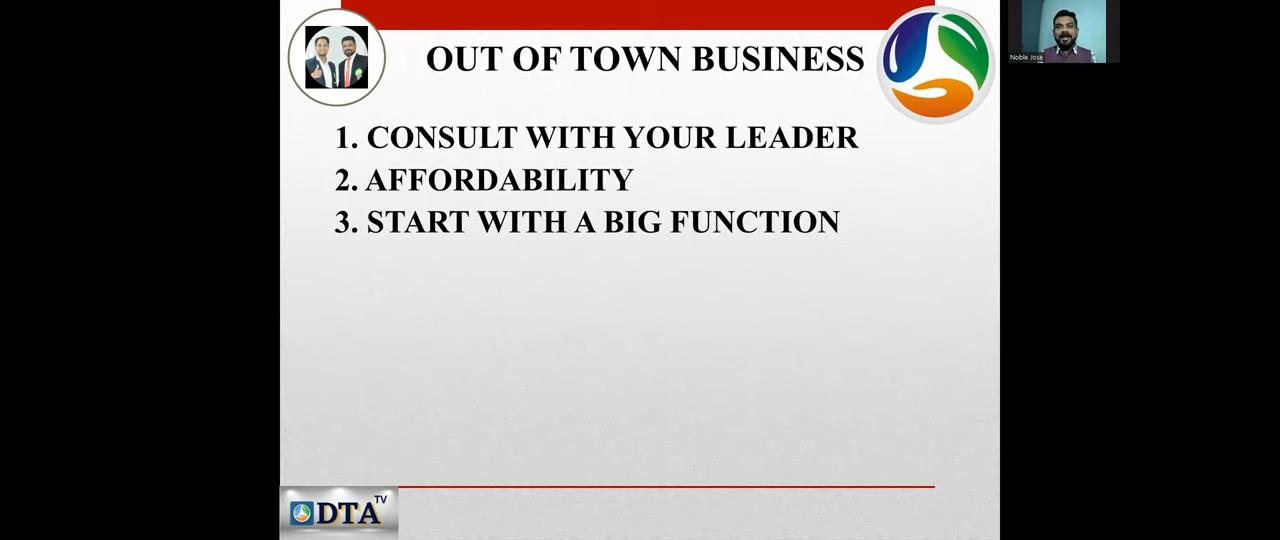 OUT OF TOWN BUSINESS
Noble Jose
1. CONSULT WITH YOUR LEADER
2. AFFORDABILITY
3. START WITH A BIG FUNCTION
DTA TV